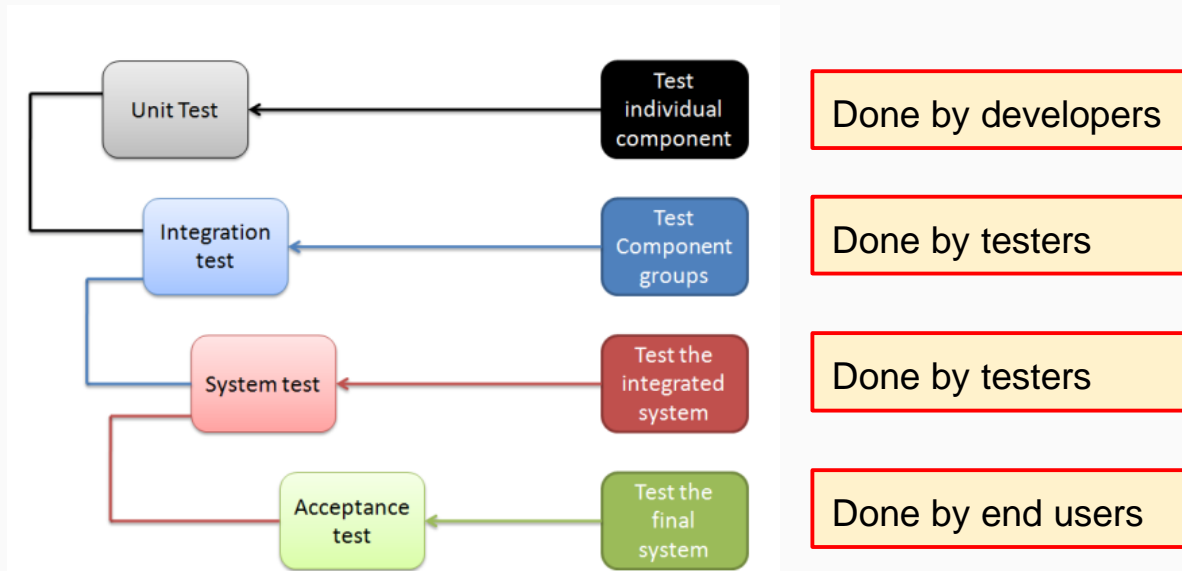 Unit Test
Test
individual
component
Done by developers
Integration
test
Test
Component
groups
Done by testers
System test
Test the
integrated
system
Done by testers
Acceptance
test
Test the
final
system
Done by end users